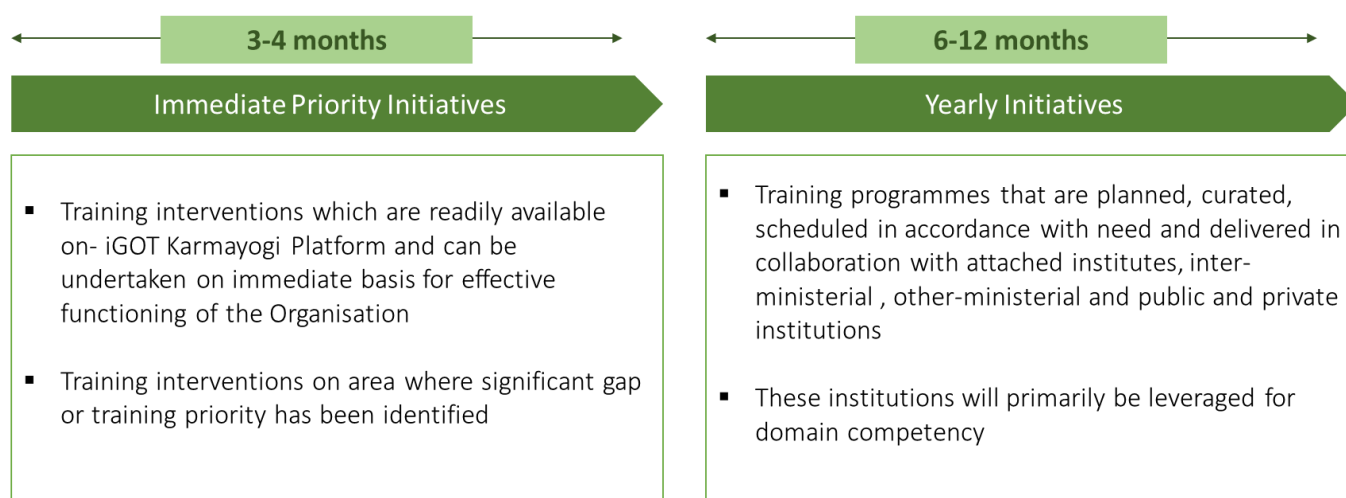 3-4 months
Immediate Priority Initiatives
▪ Training interventions which are readily available
on- iGOT Karmayogi Platform and can be
undertaken on immediate basis for effective
functioning of the Organisation
▪ Training interventions on area where significant gap
or training priority has been identified
6-12 months
Yearly Initiatives
▪ Training programmes that are planned, curated,
scheduled in accordance with need and delivered in
collaboration with attached institutes, inter-
ministerial , other-ministerial and public and private
institutions
▪ These institutions will primarily be leveraged for
domain competency